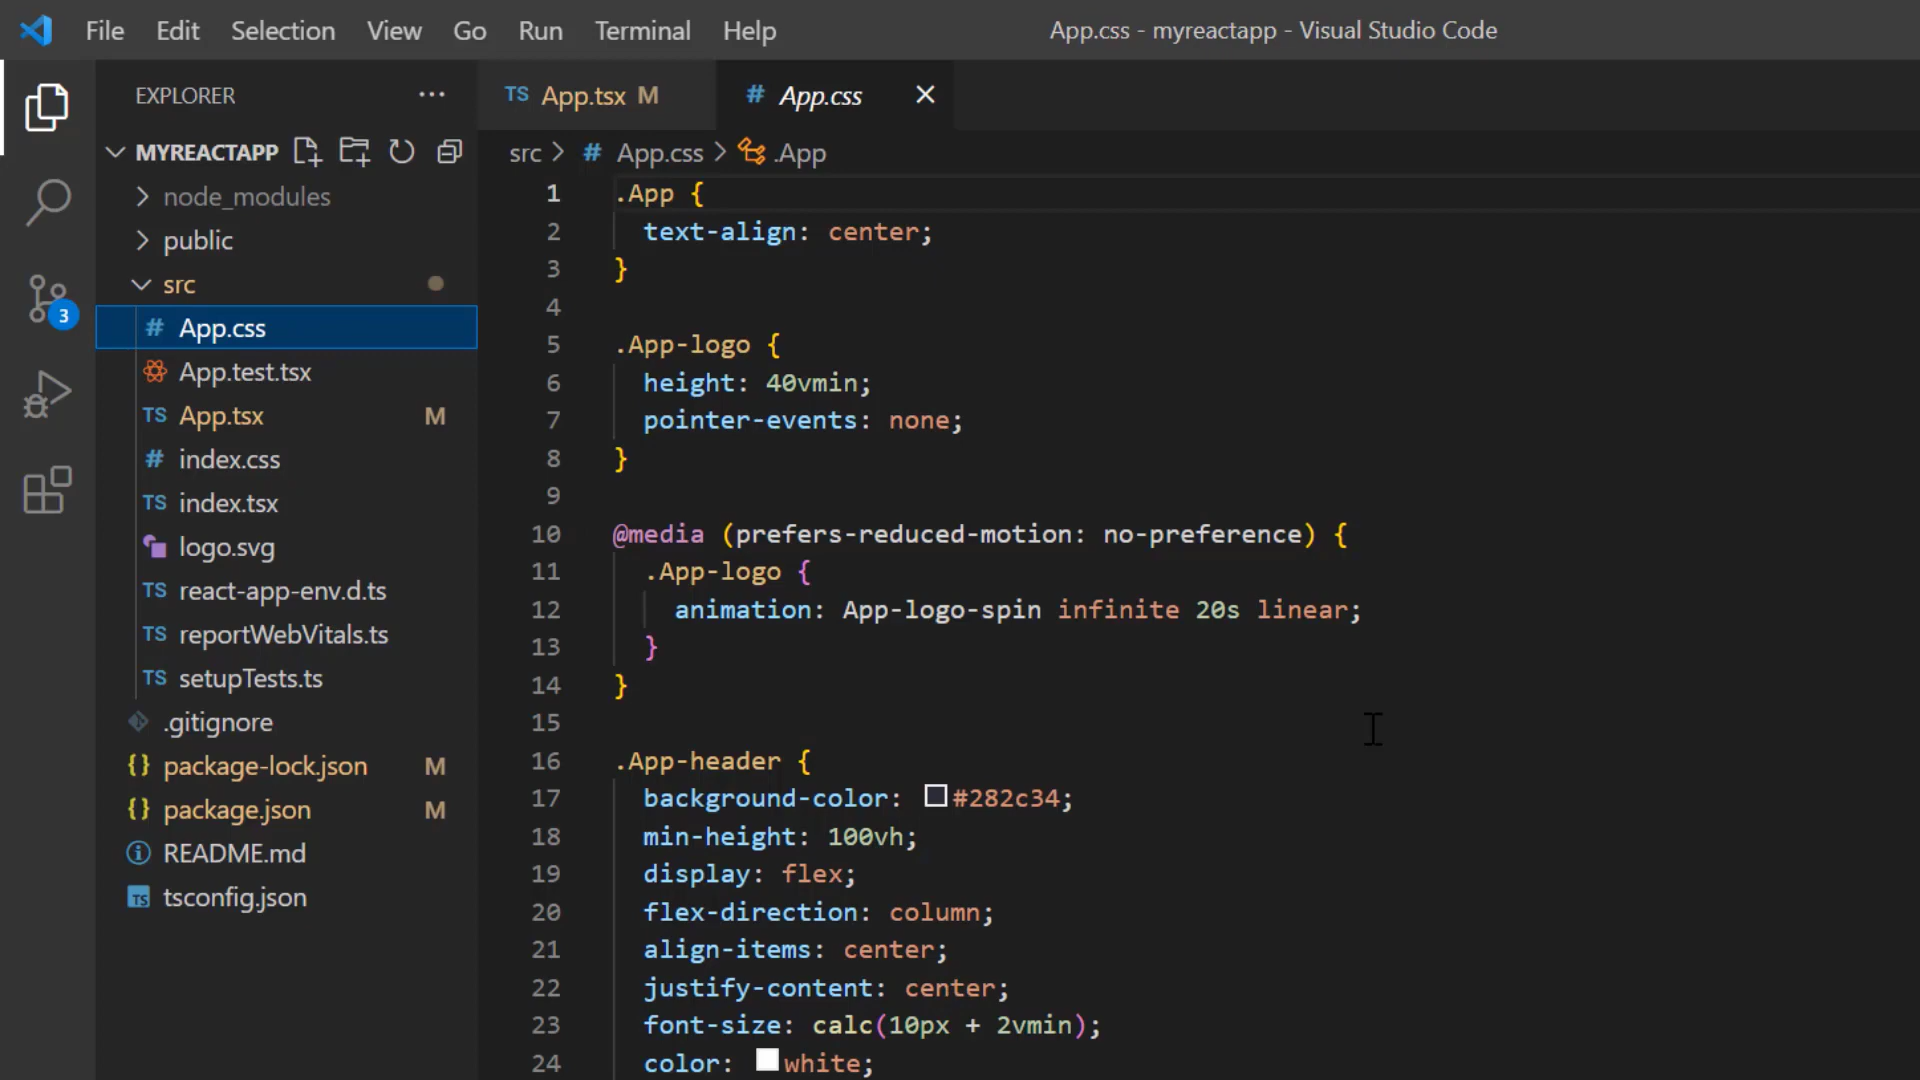 File Edit Selection View Go Run Terminal Help App.css - myreactapp - Visual Studio Code
EXPLORER ...
TS App.tsx M # App.css
MYREACTAPP
src > # App.css > .App
node_modules
public
src
# App.css
App.test.tsx
TS App.tsx M
# index.css
TS index.tsx
logo.svg
TS react-app-env.d.ts
TS reportWebVitals.ts
TS setupTests.ts
.gitignore
{} package-lock.json M
{} package.json M
README.md
TS tsconfig.json
3
1 .App {
2 text-align: center;
3 }
4
5 .App-logo {
6 height: 40vmin;
7 pointer-events: none;
8 }
9
10 @media (prefers-reduced-motion: no-preference) {
11 .App-logo {
12 animation: App-logo-spin infinite 20s linear;
13 }
14 }
15
16 .App-header {
17 background-color: #282c34;
18 min-height: 100vh;
19 display: flex;
20 flex-direction: column;
21 align-items: center;
22 justify-content: center;
23 font-size: calc(10px + 2vmin);
24 color: white;